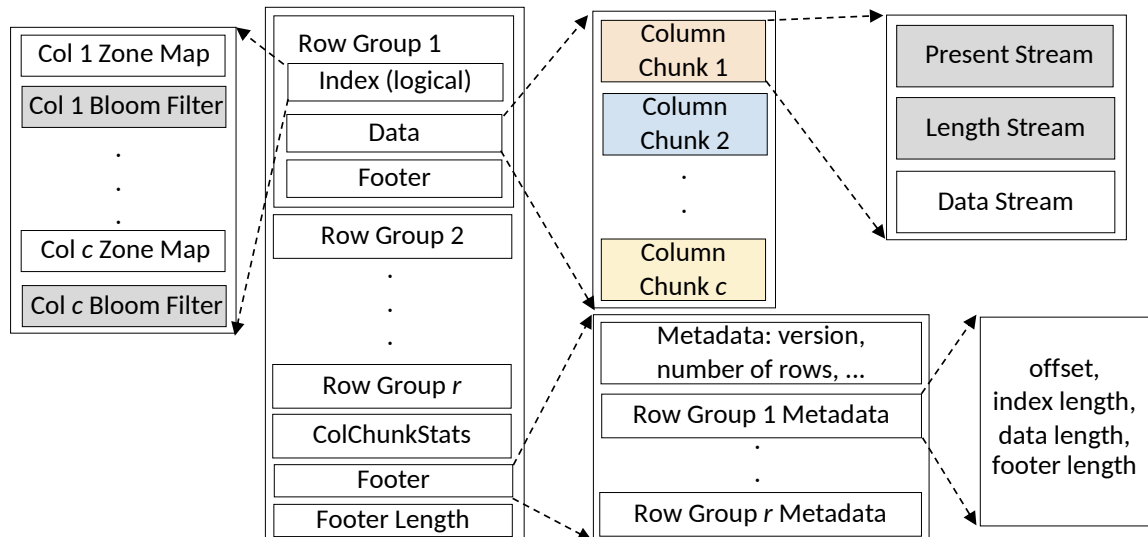 Col 1 Zone Map
Col 1 Bloom Filter
.
.
.
Col c Zone Map
Col c Bloom Filter
Row Group 1
Index (logical)
Data
Footer
Row Group 2
.
.
.
Row Group r
ColChunkStats
Footer
Footer Length
Column
Chunk 1
Column
Chunk 2
.
.
Column
Chunk c
Present Stream
Length Stream
Data Stream
Metadata: version,
number of rows, ...
Row Group 1 Metadata
.
.
Row Group r Metadata
offset,
index length,
data length,
footer length